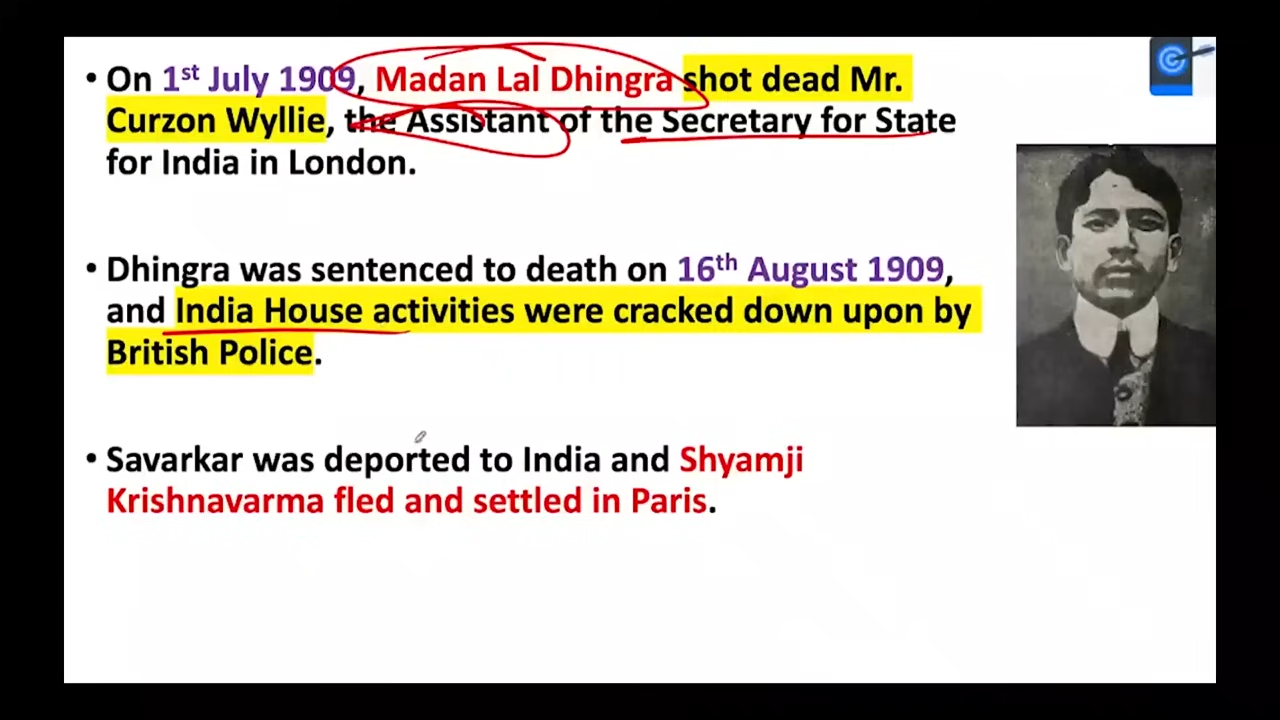 • On 1st July 1909, Madan Lal Dhingra shot dead Mr.
Curzon Wyllie, the Assistant of the Secretary for State
for India in London.
• Dhingra was sentenced to death on 16th August 1909,
and India House activities were cracked down upon by
British Police.
• Savarkar was deported to India and Shyamji
Krishnavarma fled and settled in Paris.